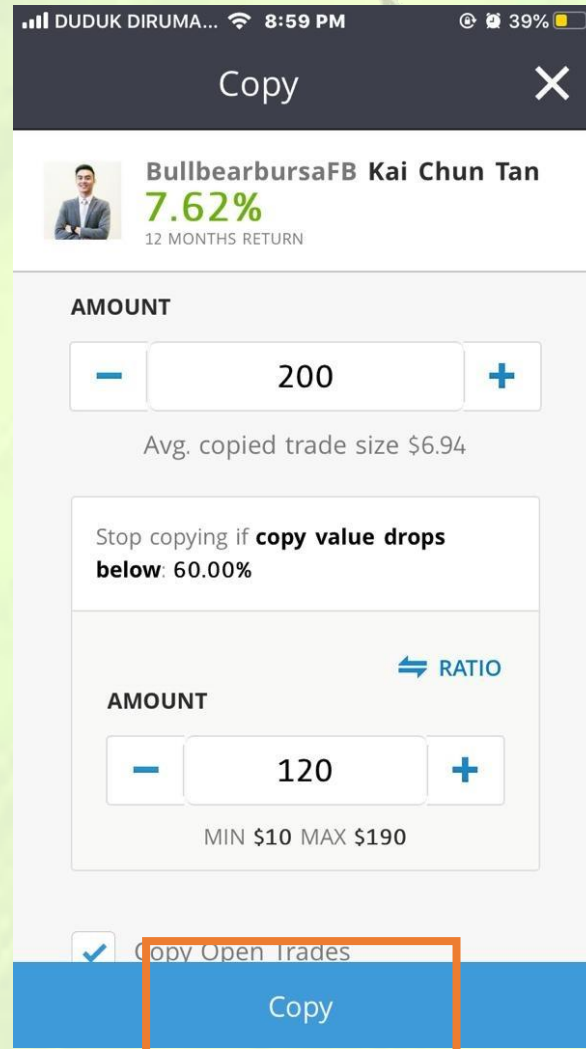 DUDUK DIRUMA... 8:59 PM 39%
Copy
BullbearbursaFB Kai Chun Tan
7.62%
12 MONTHS RETURN
AMOUNT
− 200 +
Avg. copied trade size $6.94
Stop copying if copy value drops
below: 60.00%
RATIO
AMOUNT
− 120 +
MIN $10 MAX $190
Copy Open Trades
Copy